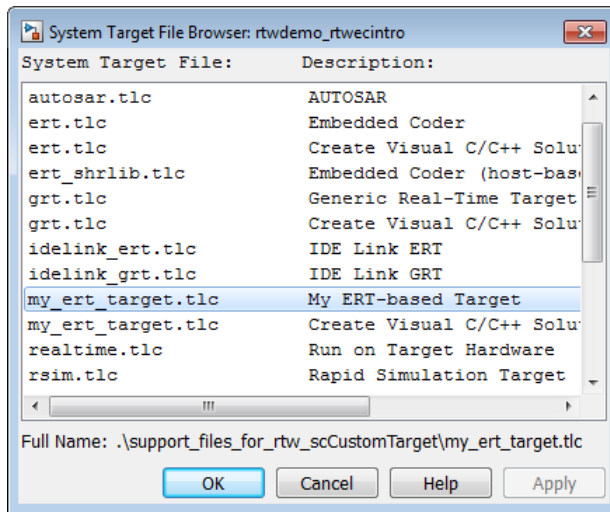 System Target File Browser: rtwdemo_rtwecintro
System Target File: Description:
autosar.tlc AUTOSAR
ert.tlc Embedded Coder
ert.tlc Create Visual C/C++ Solu
ert_shrlib.tlc Embedded Coder (host-bas
grt.tlc Generic Real-Time Target
grt.tlc Create Visual C/C++ Solu
idelink_ert.tlc IDE Link ERT
idelink_grt.tlc IDE Link GRT
my_ert_target.tlc My ERT-based Target
my_ert_target.tlc Create Visual C/C++ Solu
realtime.tlc Run on Target Hardware
rsim.tlc Rapid Simulation Target
Full Name: .\support_files_for_rtw_scCustomTarget\my_ert_target.tlc
OK Cancel Help Apply